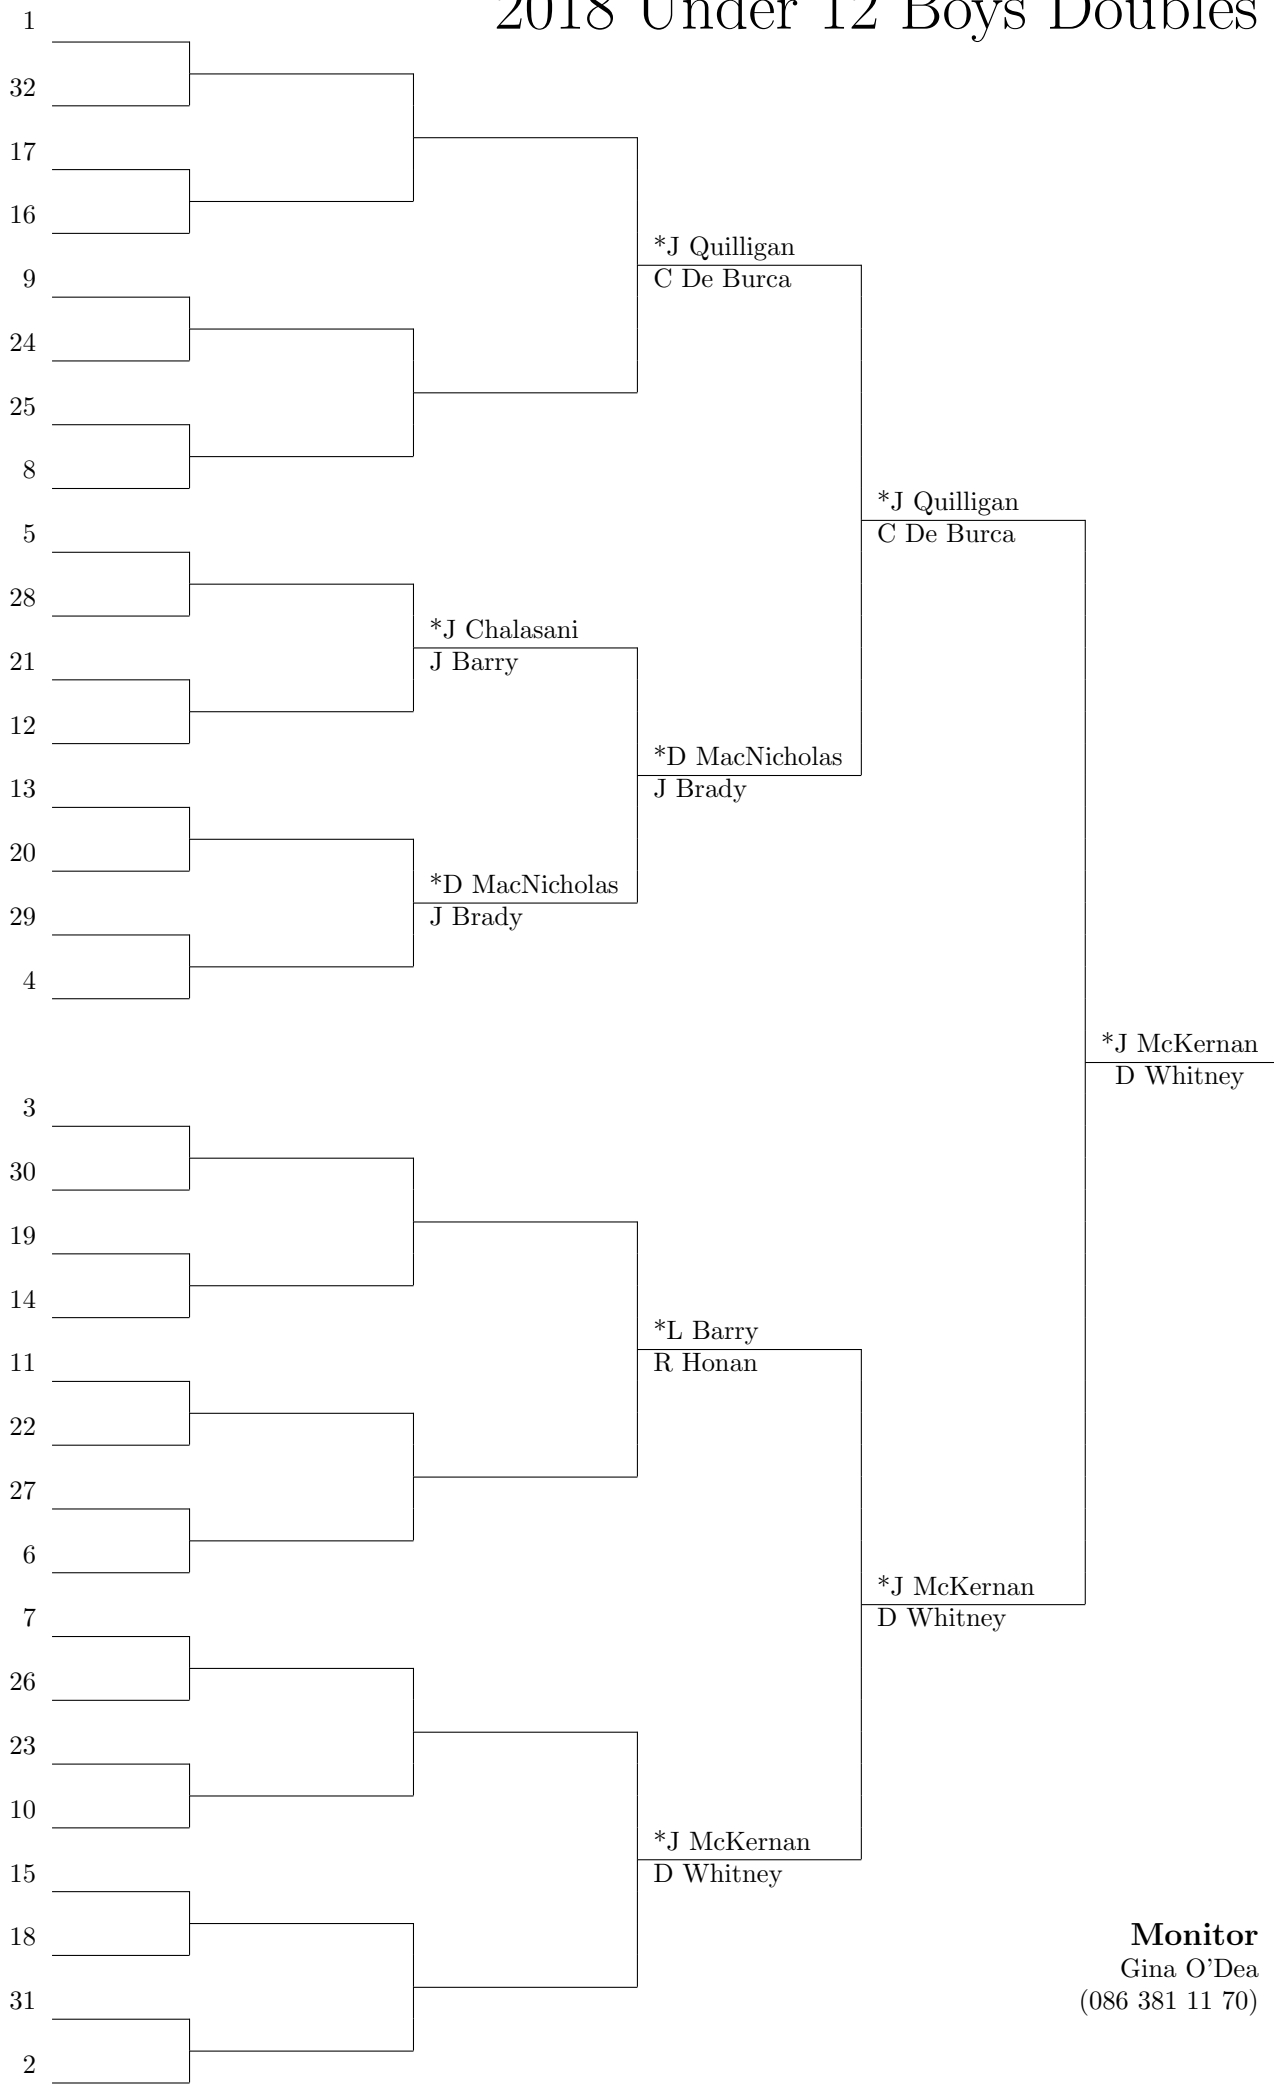 2018 Under 12 Boys Doubles
1
32
17
16
*J Quilligan
C De Burca
9
24
25
8
*J Quilligan
C De Burca
5
28
*J Chalasani
J Barry
21
12
*D MacNicholas
J Brady
13
20
*D MacNicholas
J Brady
29
4
*J McKernan
D Whitney
3
30
19
14
*L Barry
R Honan
11
22
27
6
*J McKernan
D Whitney
7
26
23
10
*J McKernan
D Whitney
15
18
31
2
Monitor
Gina O'Dea
(086 381 11 70)